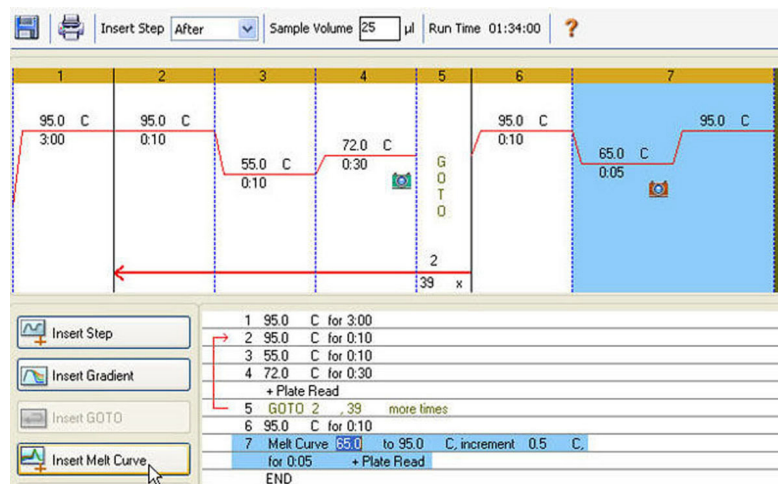 Insert Step After Sample Volume 25 µl Run Time 01:34:00 ?
1 2 3 4 5 6 7
95.0 C 95.0 C 95.0 C 95.0 C
3:00 0:10 0:10
72.0 C
0:30
65.0 C
0:05
55.0 C
0:10
GOTO
2
39 x
Insert Step
Insert Gradient
Insert GOTO
Insert Melt Curve
1 95.0 C for 3:00
2 95.0 C for 0:10
3 55.0 C for 0:10
4 72.0 C for 0:30
+ Plate Read
5 GOTO 2 , 39 more times
6 95.0 C for 0:10
7 Melt Curve 65.0 to 95.0 C, increment 0.5 C,
for 0:05 + Plate Read
END